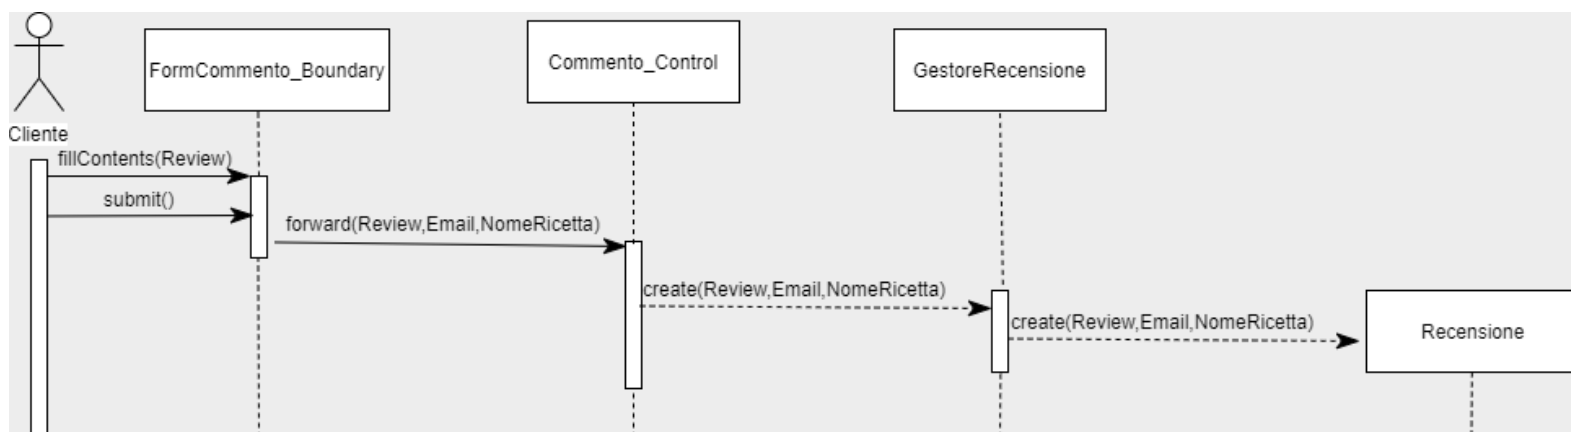 Cliente
FormCommento_Boundary
Commento_Control
GestoreRecensione
fillContents(Review)
submit()
forward(Review,Email,NomeRicetta)
create(Review,Email,NomeRicetta)
create(Review,Email,NomeRicetta)
Recensione